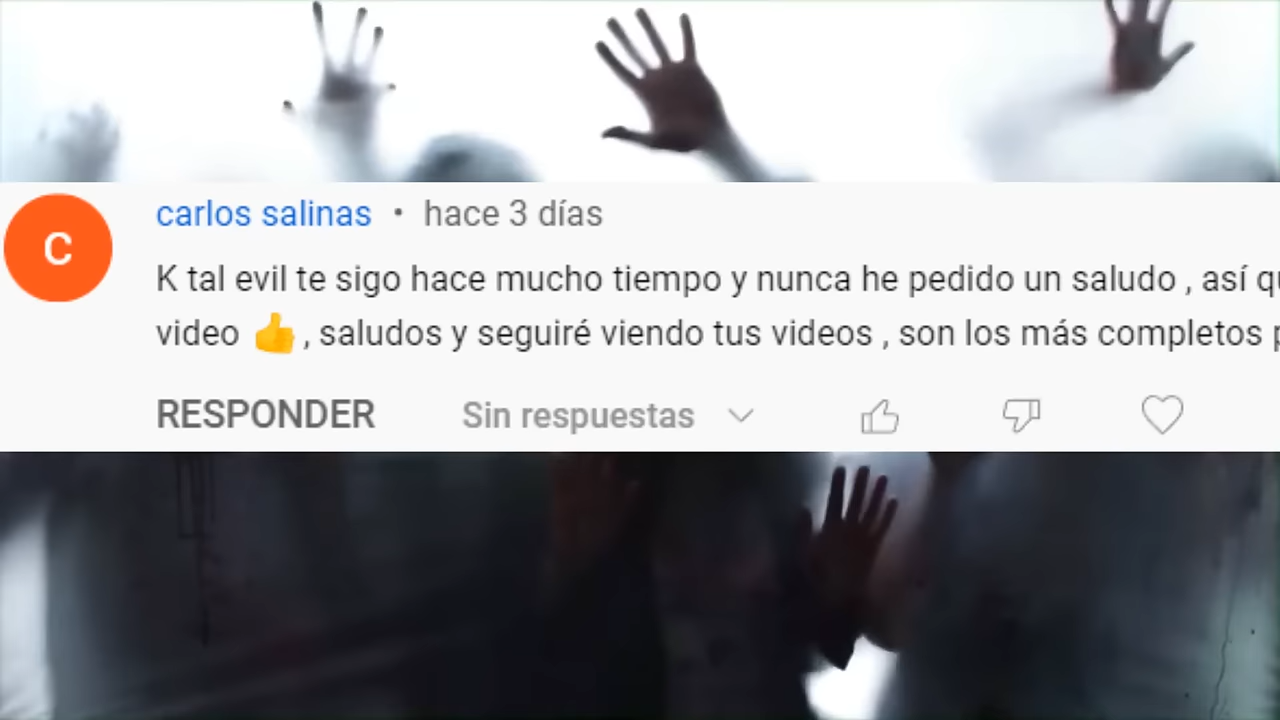 C
carlos salinas • hace 3 días
K tal evil te sigo hace mucho tiempo y nunca he pedido un saludo , así
video 👍 , saludos y seguiré viendo tus videos , son los más completos
RESPONDER Sin respuestas